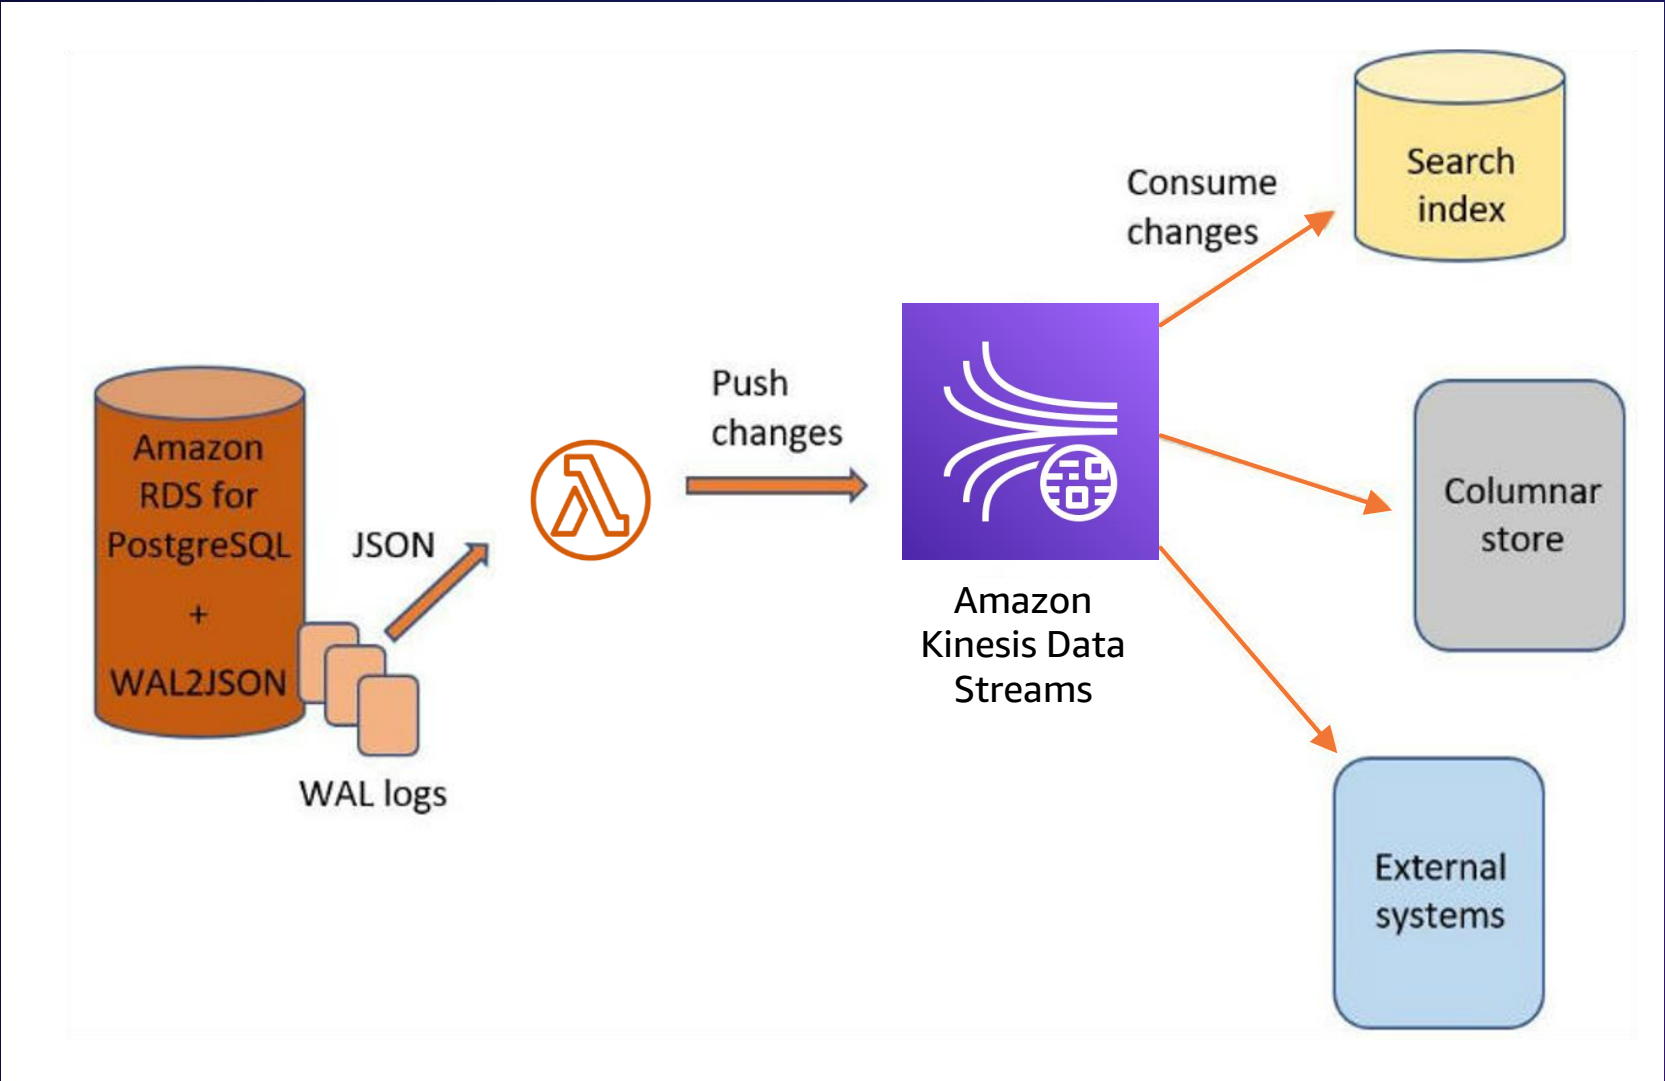 Amazon
RDS for
PostgreSQL
+
WAL2JSON
WAL logs
JSON
Push
changes
Amazon
Kinesis Data
Streams
Consume
changes
Search
index
Columnar
store
External
systems